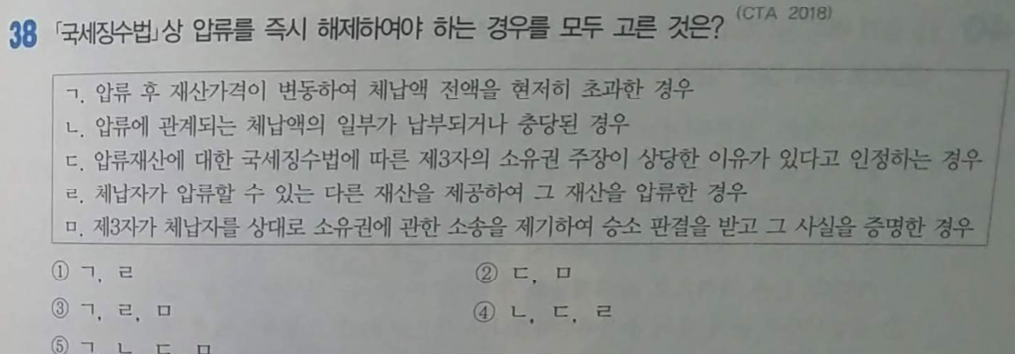 38 「국세징수법」상 압류를 즉시 해제하여야 하는 경우를 모두 고른 것은? (CTA 2018)
ㄱ. 압류 후 재산가격이 변동하여 체납액 전액을 현저히 초과한 경우
ㄴ. 압류에 관계되는 체납액의 일부가 납부되거나 충당된 경우
ㄷ. 압류재산에 대한 국세징수법에 따른 제3자의 소유권 주장이 상당한 이유가 있다고 인정하는 경우
ㄹ. 체납자가 압류할 수 있는 다른 재산을 제공하여 그 재산을 압류한 경우
ㅁ. 제3자가 체납자를 상대로 소유권에 관한 소송을 제기하여 승소 판결을 받고 그 사실을 증명한 경우
① ㄱ, ㄹ ② ㄷ, ㅁ
③ ㄱ, ㄹ, ㅁ ④ ㄴ, ㄷ, ㄹ
⑤ ㄱ, ㄴ, ㄷ, ㅁ